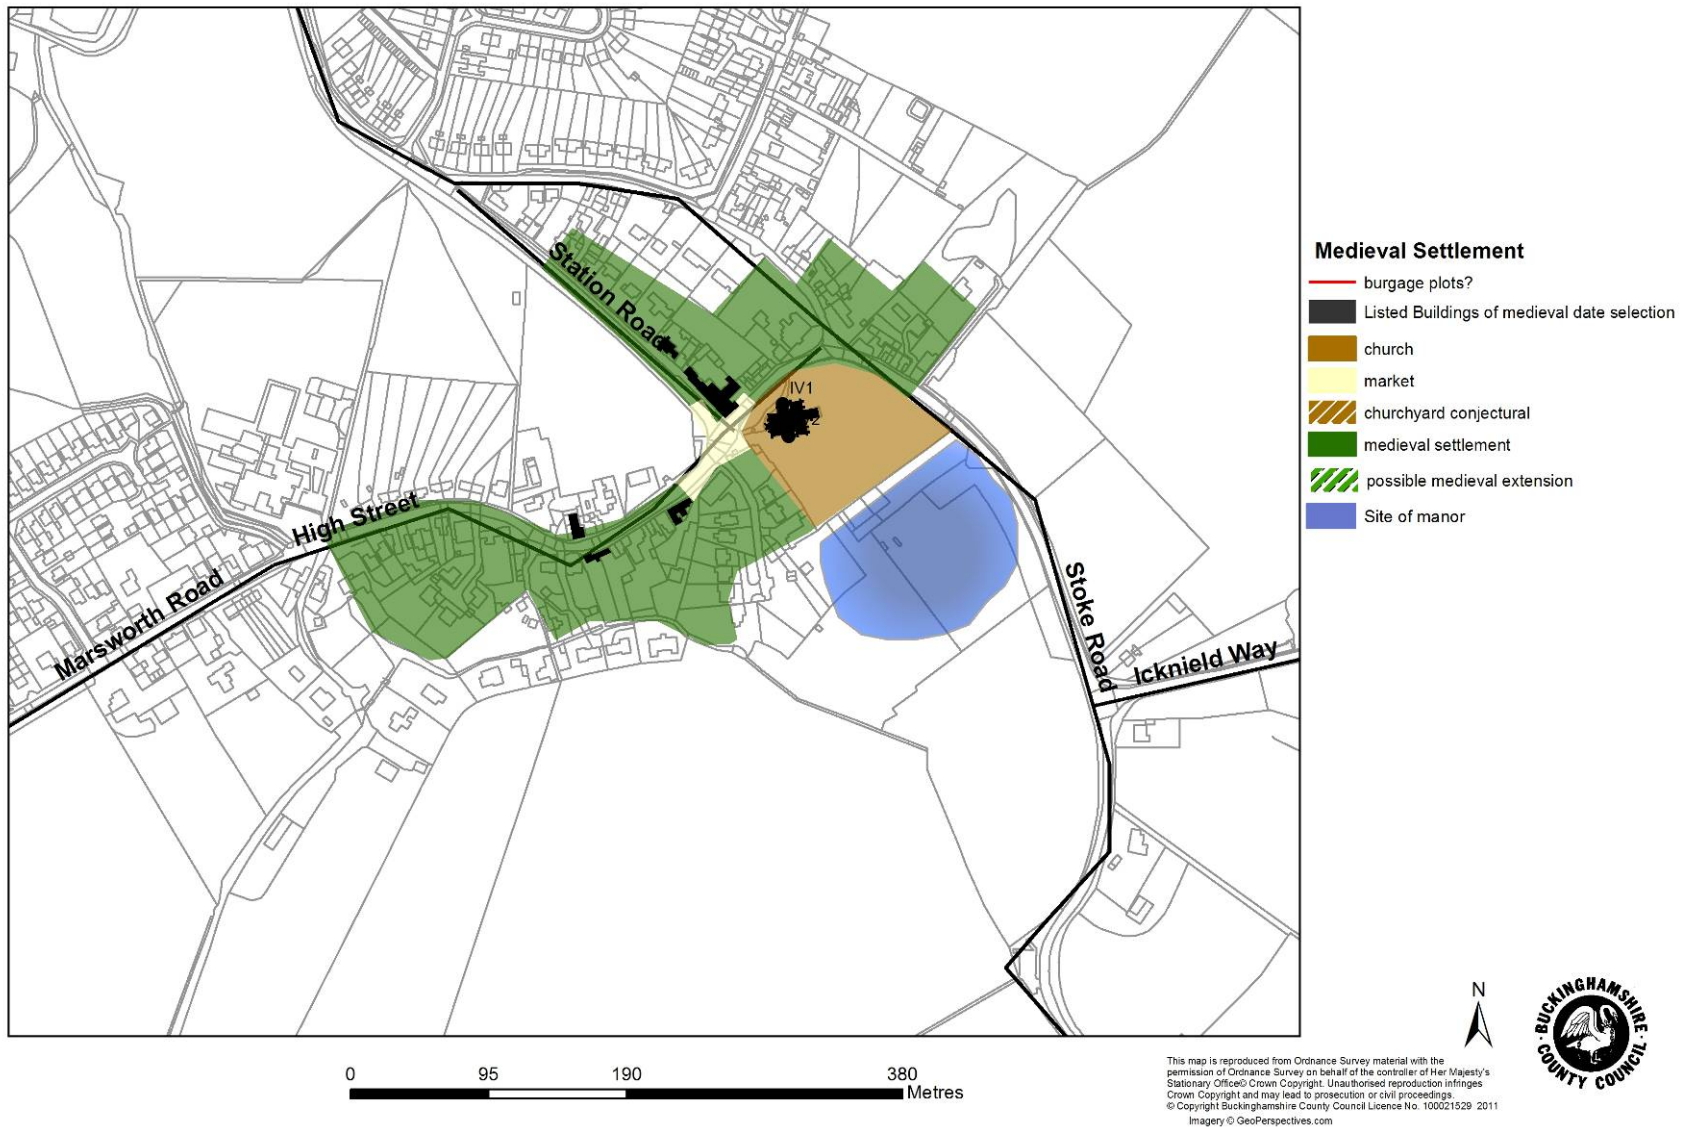 Station Road
IV1
2
High Street
Marsworth Road
Stoke Road
Icknield Way
Medieval Settlement
burgage plots?
Listed Buildings of medieval date selection
church
market
churchyard conjectural
medieval settlement
possible medieval extension
Site of manor
0 95 190 380
Metres
N
BUCKINGHAMSHIRE
· COUNTY COUNCIL ·
This map is reproduced from Ordnance Survey material with the
permission of Ordnance Survey on behalf of the controller of Her Majesty's
Stationary Office© Crown Copyright. Unauthorised reproduction infringes
Crown Copyright and may lead to prosecution or civil proceedings.
© Copyright Buckinghamshire County Council Licence No. 100021529 2011
Imagery © GeoPerspectives.com